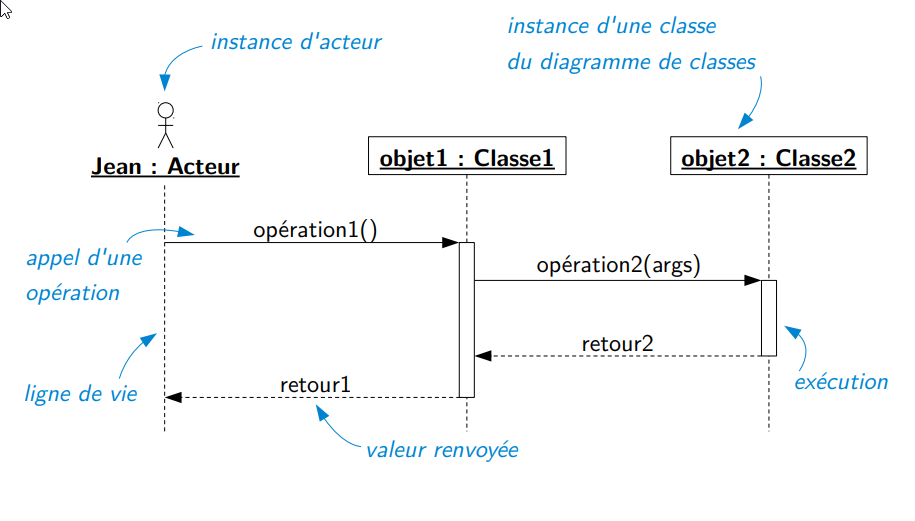 instance d'une classe
instance d'acteur
du diagramme de classes
Jean : Acteur
objet1 : Classe1
objet2 : Classe2
opération1()
appel d'une
opération
opération2(args)
retour2
retour1
ligne de vie
exécution
valeur renvoyée